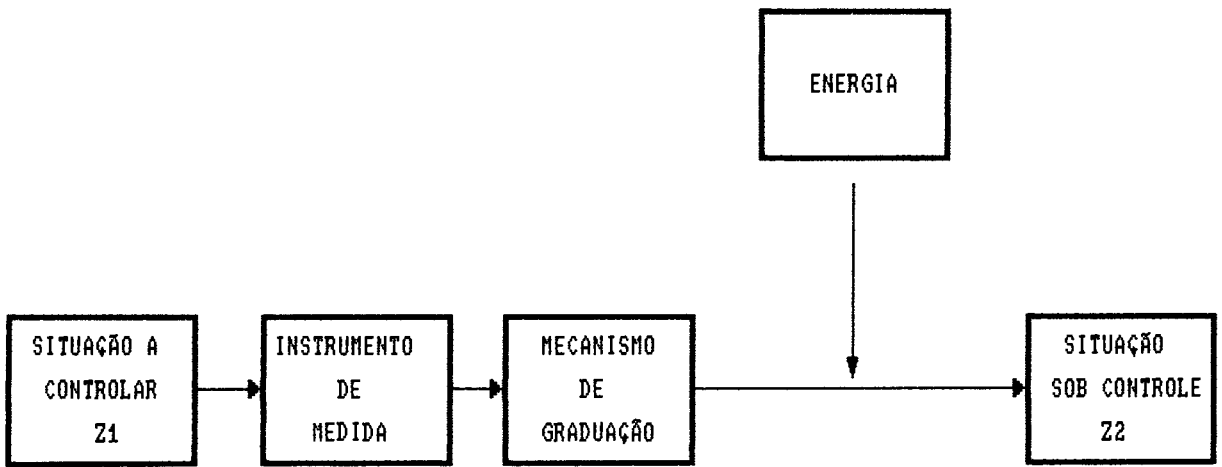 ENERGIA
SITUAÇÃO A
CONTROLAR
Z1
INSTRUMENTO
DE
MEDIDA
MECANISMO
DE
GRADUAÇÃO
SITUAÇÃO
SOB CONTROLE
Z2